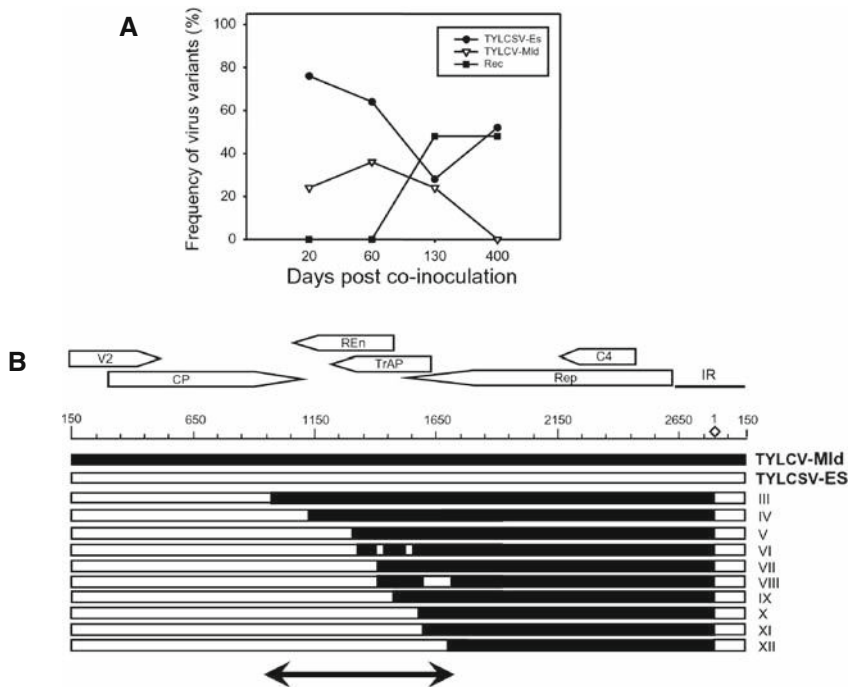 A
Frequency of virus variants (%)
100
80
60
40
20
0
TYLCSV-Es
TYLCV-Mld
Rec
20 60 130 400
Days post co-inoculation
B
V2
CP
REn
TrAP
C4
Rep
IR
150 650 1150 1650 2150 2650 1 150
TYLCV-Mld
TYLCSV-ES
III
IV
V
VI
VII
VIII
IX
X
XI
XII